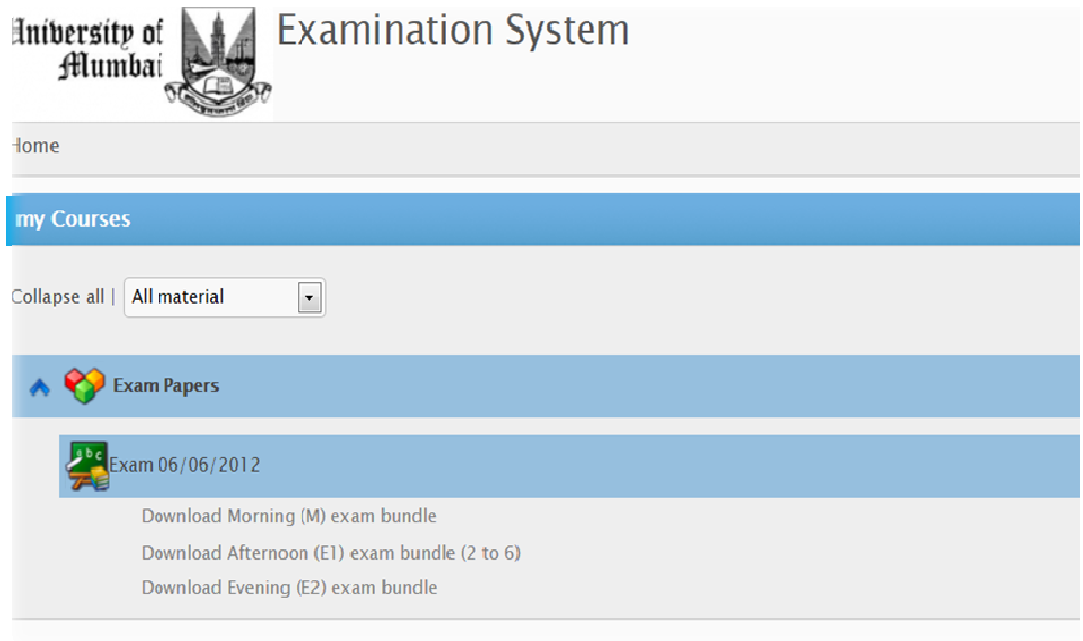 University of
Mumbai
Examination System
Home
my Courses
Collapse all | All material
Exam Papers
abc
Exam 06/06/2012
Download Morning (M) exam bundle
Download Afternoon (E1) exam bundle (2 to 6)
Download Evening (E2) exam bundle